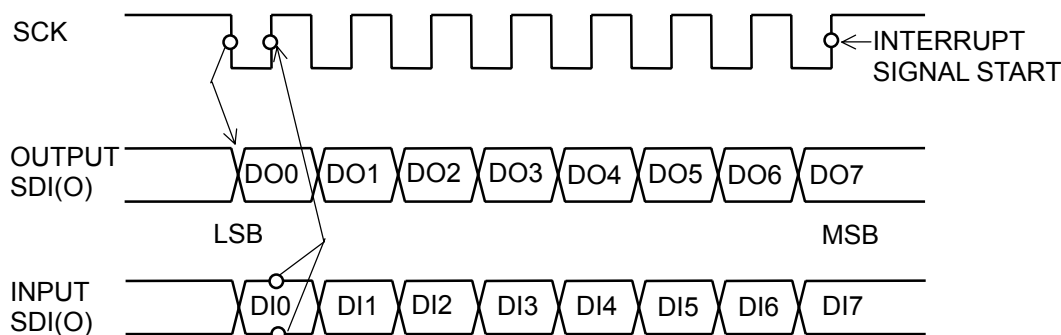 SCK
INTERRUPT
SIGNAL START
OUTPUT
SDI(O)
DO0 DO1 DO2 DO3 DO4 DO5 DO6 DO7
LSB MSB
INPUT
SDI(O)
DI0 DI1 DI2 DI3 DI4 DI5 DI6 DI7